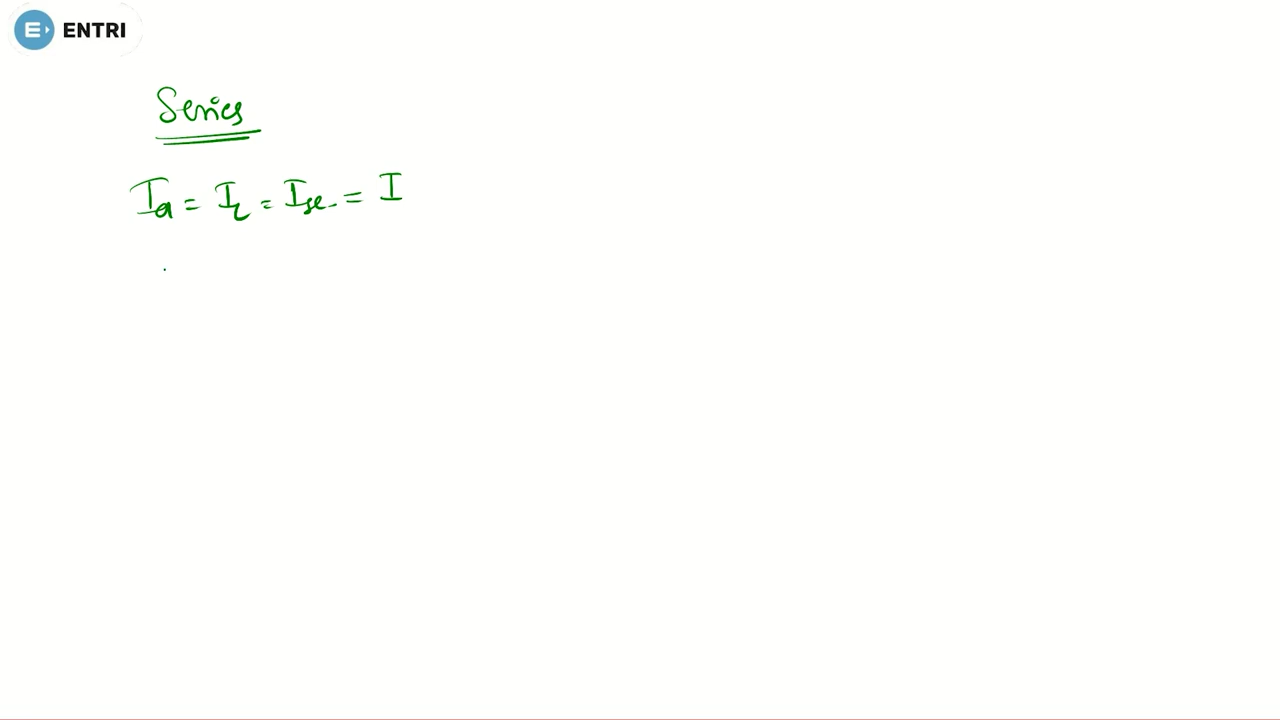 ENTRI
Series
Ia = IL = Ise = I